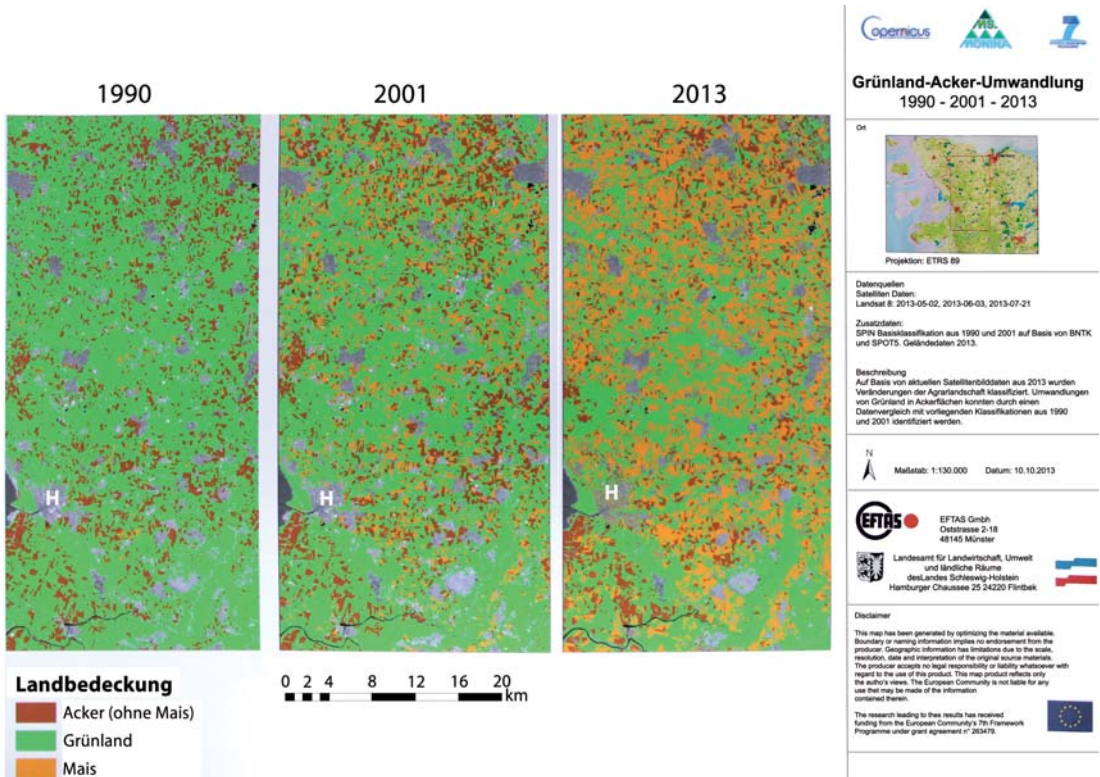 1990
2001
2013
H
H
H
Landbedeckung
Acker (ohne Mais)
Grünland
Mais
0 2 4 8 12 16 20
km
Copernicus
MS.
MONINA
7
Grünland-Acker-Umwandlung
1990 - 2001 - 2013
Ort
Projektion: ETRS 89
Datenquellen
Satelliten Daten:
Landsat 8: 2013-05-02, 2013-06-03, 2013-07-21
Zusatzdaten:
SPIN Basisklassifikation aus 1990 und 2001 auf Basis von BNTK
und SPOT5. Geländedaten 2013.
Beschreibung
Auf Basis von aktuellen Satellitenbilddaten aus 2013 wurden
Veränderungen der Agrarlandschaft klassifiziert. Umwandlungen
von Grünland in Ackerflächen konnten durch einen
Datenvergleich mit vorliegenden Klassifikationen aus 1990
und 2001 identifiziert werden.
N
Maßstab: 1:130.000 Datum: 10.10.2013
EFTAS
EFTAS Gmbh
Oststrasse 2-18
48145 Münster
Landesamt für Landwirtschaft, Umwelt
und ländliche Räume
desLandes Schleswig-Holstein
Hamburger Chaussee 25 24220 Flintbek
Disclaimer
This map has been generated by optimizing the material available.
Boundary or naming information implies no endorsement from the
producer. Geographic information has limitations due to the scale,
resolution, date and interpretation of the original source materials.
The producer accepts no legal responsibility or liability whatsoever with
regard to the use of this product. This map product reflects only
the autho's views. The European Community is not liable for any
use that may be made of the information
contained therein.
The research leading to thes results has received
funding from the European Community's 7th Framework
Programme under grant agreement n° 263479.